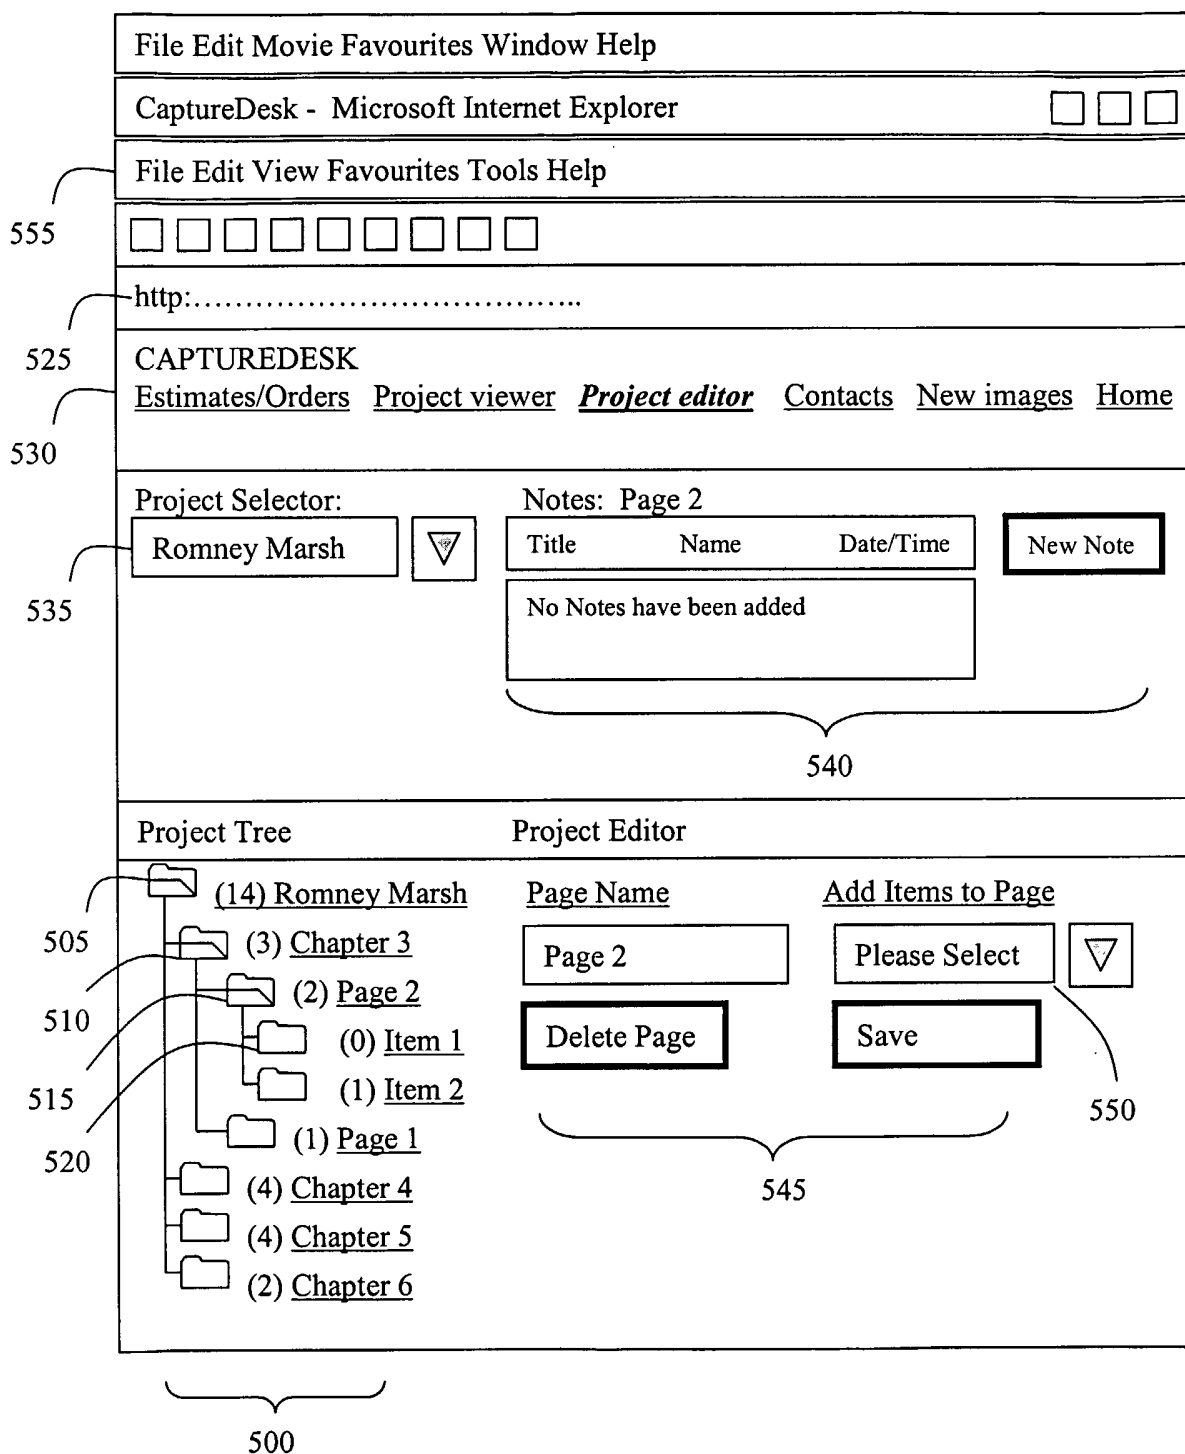 File Edit Movie Favourites Window Help
CaptureDesk - Microsoft Internet Explorer
File Edit View Favourites Tools Help
555
http:.......................................
525
CAPTUREDESK
Estimates/Orders Project viewer Project editor Contacts New images Home
530
Project Selector: Notes: Page 2
Romney Marsh Title Name Date/Time New Note
535
No Notes have been added
540
Project Tree Project Editor
505
(14) Romney Marsh Page Name Add Items to Page
510
(3) Chapter 3 Page 2 Please Select
515
(2) Page 2
520
(0) Item 1 Delete Page Save
(1) Item 2
550
(1) Page 1
545
(4) Chapter 4
(4) Chapter 5
(2) Chapter 6
500